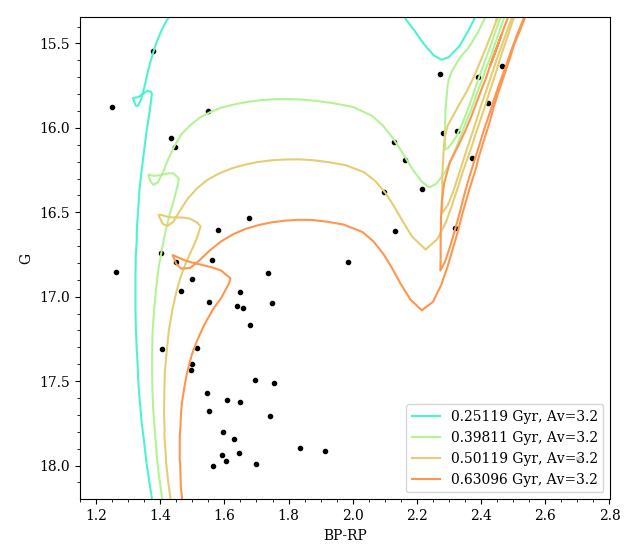 15.5
16.0
16.5
17.0
17.5
18.0
G
0.25119 Gyr, Av=3.2
0.39811 Gyr, Av=3.2
0.50119 Gyr, Av=3.2
0.63096 Gyr, Av=3.2
1.2 1.4 1.6 1.8 2.0 2.2 2.4 2.6 2.8
BP-RP